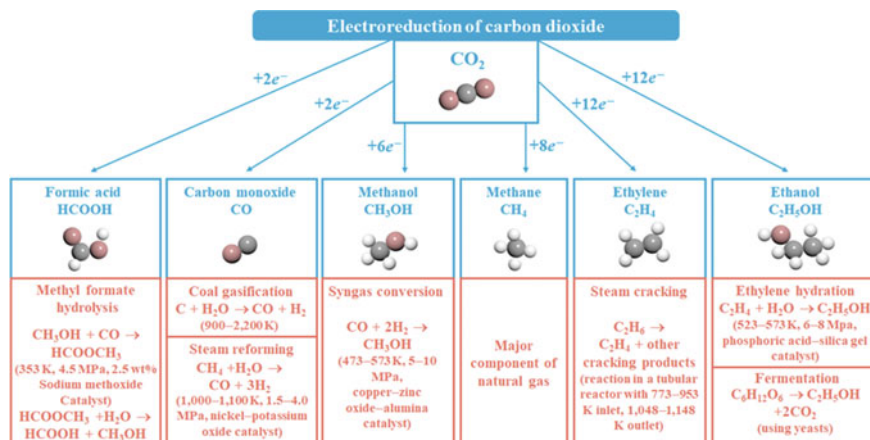 Electroreduction of carbon dioxide
CO₂
+2e⁻
+2e⁻
+6e⁻
+8e⁻
+12e⁻
+12e⁻
Formic acid
HCOOH
Methyl formate
hydrolysis
CH₃OH + CO →
HCOOCH₃
(353 K, 4.5 MPa, 2.5 wt%
Sodium methoxide
Catalyst)
HCOOCH₃ +H₂O →
HCOOH + CH₃OH
Carbon monoxide
CO
Coal gasification
C + H₂O → CO + H₂
(900–2,200 K)
Steam reforming
CH₄ +H₂O →
CO + 3H₂
(1,000–1,100K, 1.5–4.0
MPa, nickel–potassium
oxide catalyst)
Methanol
CH₃OH
Syngas conversion
CO + 2H₂ →
CH₃OH
(473–573K, 5–10
MPa,
copper–zinc
oxide–alumina
catalyst)
Methane
CH₄
Major
component of
natural gas
Ethylene
C₂H₄
Steam cracking
C₂H₆ →
C₂H₄ + other
cracking products
(reaction in a tubular
reactor with 773–953
K inlet, 1,048–1,148
K outlet)
Ethanol
C₂H₅OH
Ethylene hydration
C₂H₄ + H₂O → C₂H₅OH
(523–573K, 6–8 Mpa,
phosphoric acid–silica gel
catalyst)
Fermentation
C₆H₁₂O₆ → C₂H₅OH
+2CO₂
(using yeasts)